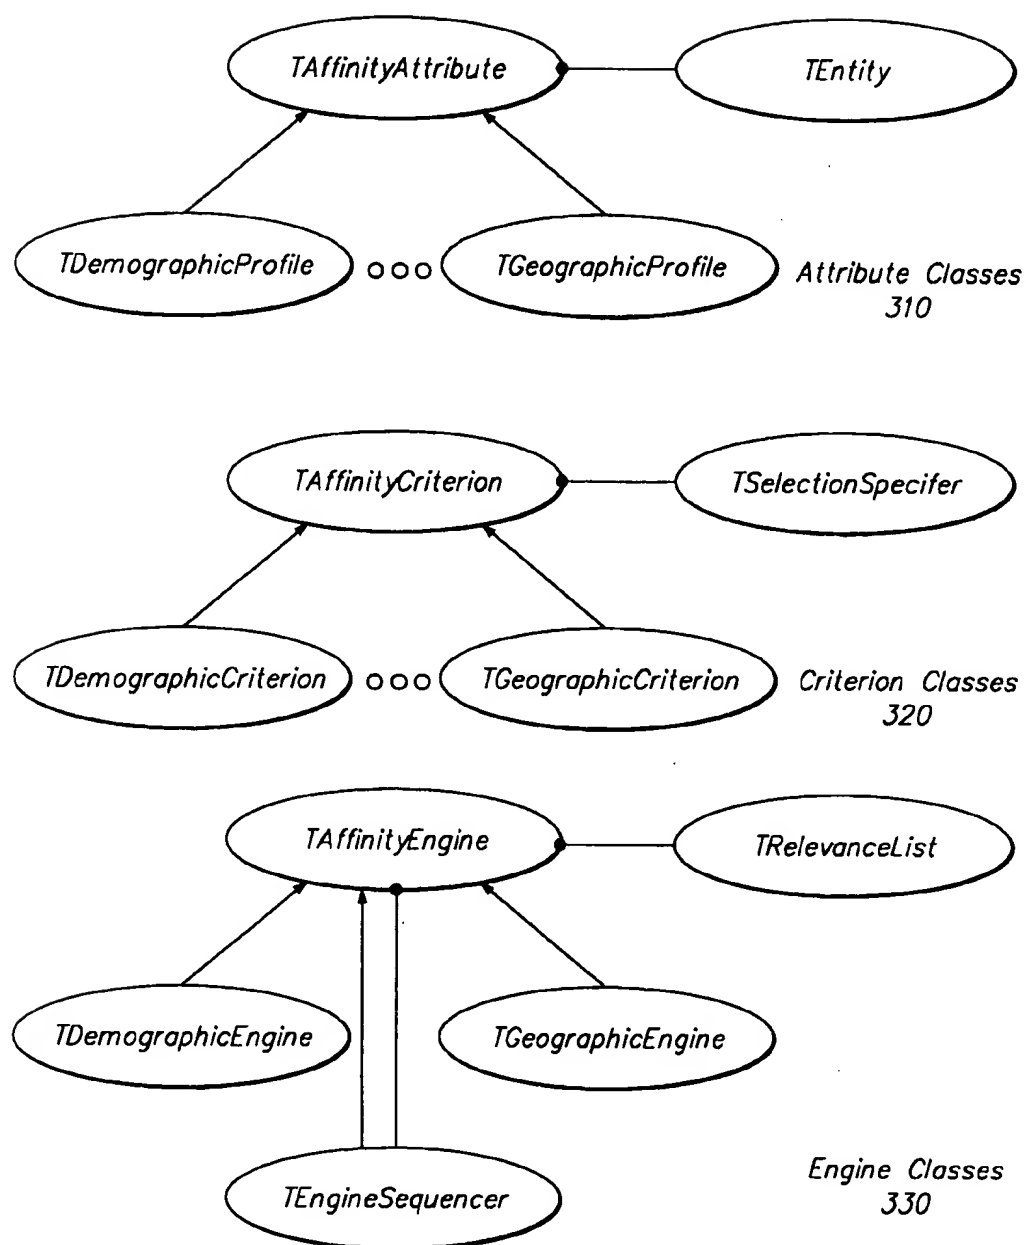 TAffinityAttribute
TEntity
TDemographicProfile
TGeographicProfile
Attribute Classes
310
TAffinityCriterion
TSelectionSpecifer
TDemographicCriterion
TGeographicCriterion
Criterion Classes
320
TAffinityEngine
TRelevanceList
TDemographicEngine
TGeographicEngine
TEngineSequencer
Engine Classes
330